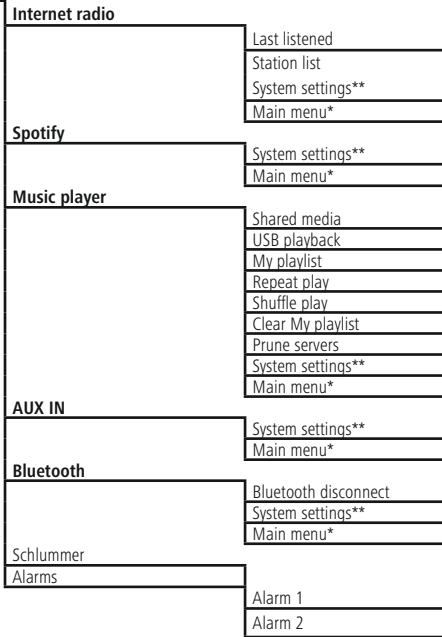 Internet radio
Last listened
Station list
System settings**
Main menu*
Spotify
System settings**
Main menu*
Music player
Shared media
USB playback
My playlist
Repeat play
Shuffle play
Clear My playlist
Prune servers
System settings**
Main menu*
AUX IN
System settings**
Main menu*
Bluetooth
Bluetooth disconnect
System settings**
Main menu*
Schlummer
Alarms
Alarm 1
Alarm 2